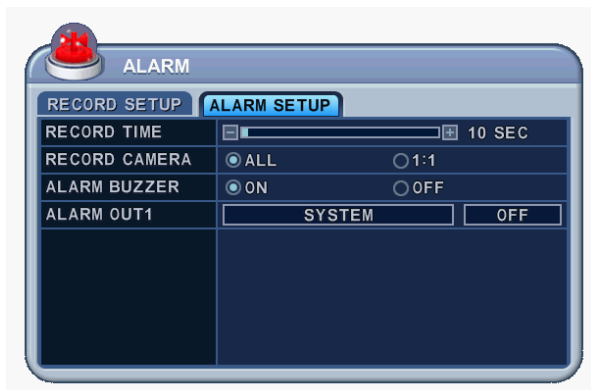 ALARM
RECORD SETUP ALARM SETUP
RECORD TIME 10 SEC
RECORD CAMERA ALL 1:1
ALARM BUZZER ON OFF
ALARM OUT1 SYSTEM OFF